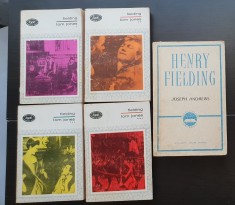 fielding
tom jones
fielding
tom jones
fielding
tom jones
fielding
tom jones
HENRY
FIELDING
JOSEPH ANDREWS